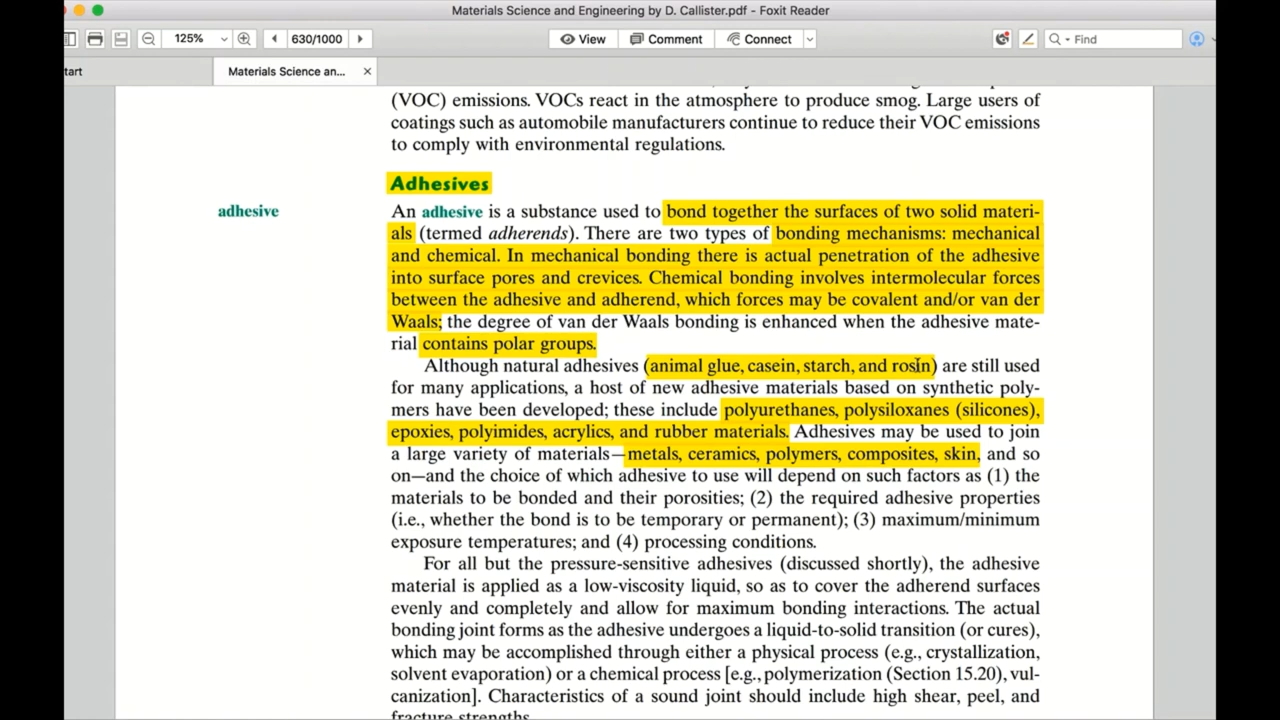 Materials Science and Engineering by D. Callister.pdf - Foxit Reader
125%
630/1000
View
Comment
Connect
Find
tart
Materials Science an...
(VOC) emissions. VOCs react in the atmosphere to produce smog. Large users of
coatings such as automobile manufacturers continue to reduce their VOC emissions
to comply with environmental regulations.
Adhesives
adhesive
An adhesive is a substance used to bond together the surfaces of two solid materi-
als (termed adherends). There are two types of bonding mechanisms: mechanical
and chemical. In mechanical bonding there is actual penetration of the adhesive
into surface pores and crevices. Chemical bonding involves intermolecular forces
between the adhesive and adherend, which forces may be covalent and/or van der
Waals; the degree of van der Waals bonding is enhanced when the adhesive mate-
rial contains polar groups.
Although natural adhesives (animal glue, casein, starch, and rosin) are still used
for many applications, a host of new adhesive materials based on synthetic poly-
mers have been developed; these include polyurethanes, polysiloxanes (silicones),
epoxies, polyimides, acrylics, and rubber materials. Adhesives may be used to join
a large variety of materials—metals, ceramics, polymers, composites, skin, and so
on—and the choice of which adhesive to use will depend on such factors as (1) the
materials to be bonded and their porosities; (2) the required adhesive properties
(i.e., whether the bond is to be temporary or permanent); (3) maximum/minimum
exposure temperatures; and (4) processing conditions.
For all but the pressure-sensitive adhesives (discussed shortly), the adhesive
material is applied as a low-viscosity liquid, so as to cover the adherend surfaces
evenly and completely and allow for maximum bonding interactions. The actual
bonding joint forms as the adhesive undergoes a liquid-to-solid transition (or cures),
which may be accomplished through either a physical process (e.g., crystallization,
solvent evaporation) or a chemical process [e.g., polymerization (Section 15.20), vul-
canization]. Characteristics of a sound joint should include high shear, peel, and
fracture strengths.